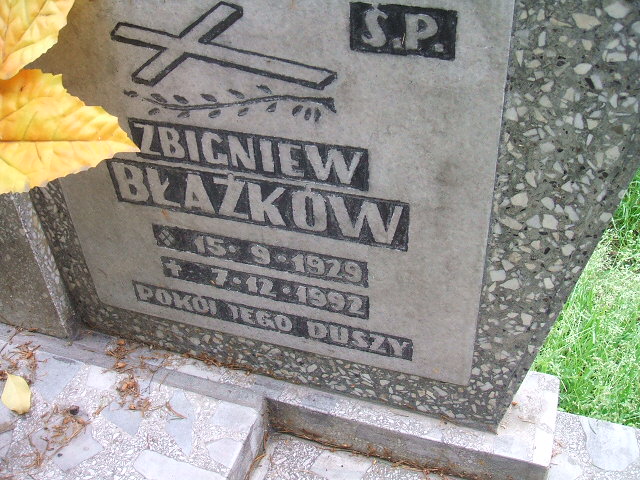 Ś.P.
ZBIGNIEW
BŁAŻKÓW
15·9·1929
✝ 7·12·1992
POKÓJ JEGO DUSZY